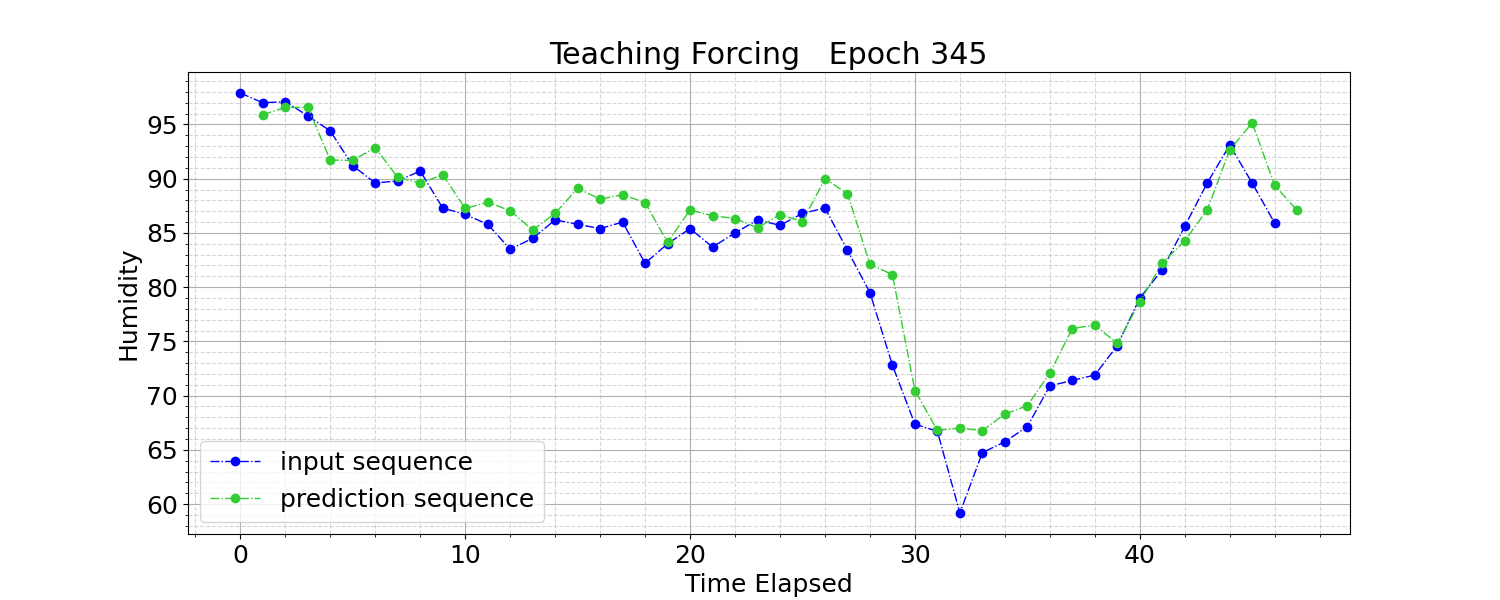 Teaching Forcing   Epoch 345
Humidity
95
90
85
80
75
70
65
60
input sequence
prediction sequence
0 10 20 30 40
Time Elapsed